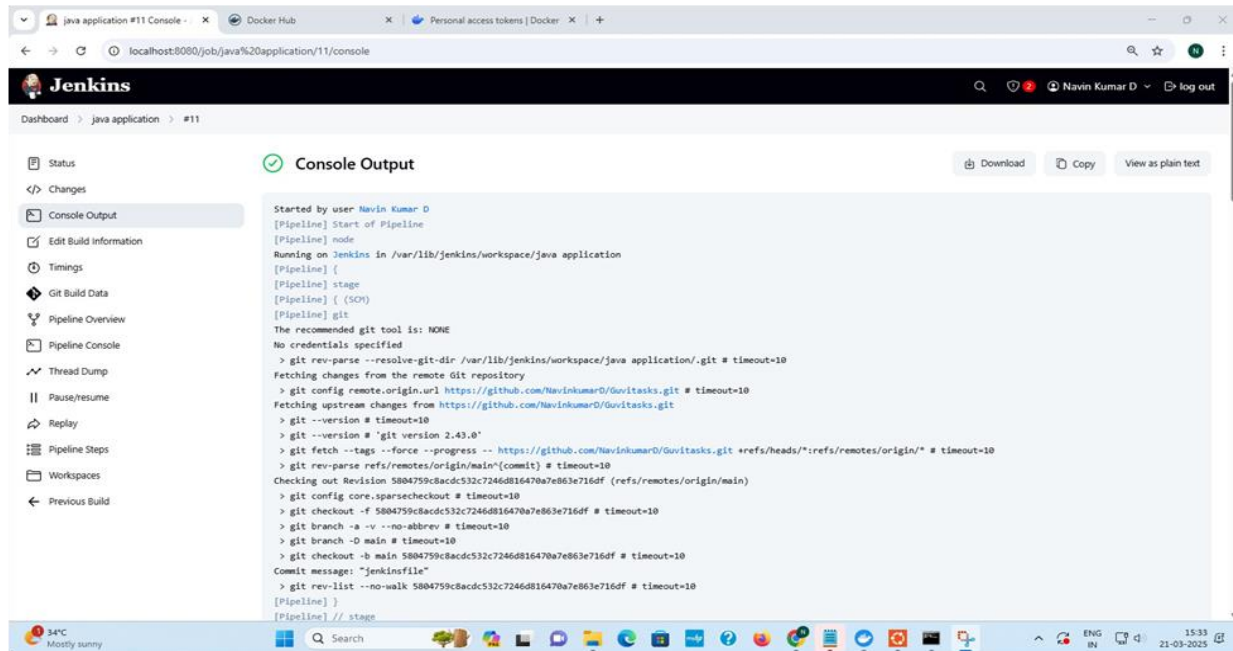 java application #11 Console -
Docker Hub
Personal access tokens | Docker
localhost:8080/job/java%20application/11/console
N
Jenkins
2
Navin Kumar D
log out
Dashboard > java application > #11
Status
Changes
Console Output
Edit Build Information
Timings
Git Build Data
Pipeline Overview
Pipeline Console
Thread Dump
Pause/resume
Replay
Pipeline Steps
Workspaces
Previous Build
Console Output
Download
Copy
View as plain text
Started by user Navin Kumar D
[Pipeline] Start of Pipeline
[Pipeline] node
Running on Jenkins in /var/lib/jenkins/workspace/java application
[Pipeline] {
[Pipeline] stage
[Pipeline] { (SCM)
[Pipeline] git
The recommended git tool is: NONE
No credentials specified
> git rev-parse --resolve-git-dir /var/lib/jenkins/workspace/java application/.git # timeout=10
Fetching changes from the remote Git repository
> git config remote.origin.url https://github.com/NavinkumarD/Guvitasks.git # timeout=10
Fetching upstream changes from https://github.com/NavinkumarD/Guvitasks.git
> git --version # timeout=10
> git --version # 'git version 2.43.0'
> git fetch --tags --force --progress -- https://github.com/NavinkumarD/Guvitasks.git +refs/heads/*:refs/remotes/origin/* # timeout=10
> git rev-parse refs/remotes/origin/main^{commit} # timeout=10
Checking out Revision 5804759c8acdc532c7246d816470a7e863e716df (refs/remotes/origin/main)
> git config core.sparsecheckout # timeout=10
> git checkout -f 5804759c8acdc532c7246d816470a7e863e716df # timeout=10
> git branch -a -v --no-abbrev # timeout=10
> git branch -D main # timeout=10
> git checkout -b main 5804759c8acdc532c7246d816470a7e863e716df # timeout=10
Commit message: "jenkinsfile"
> git rev-list --no-walk 5804759c8acdc532c7246d816470a7e863e716df # timeout=10
[Pipeline] }
[Pipeline] // stage
1
34°C
Mostly sunny
Search
ENG
IN
15:33
21-03-2025